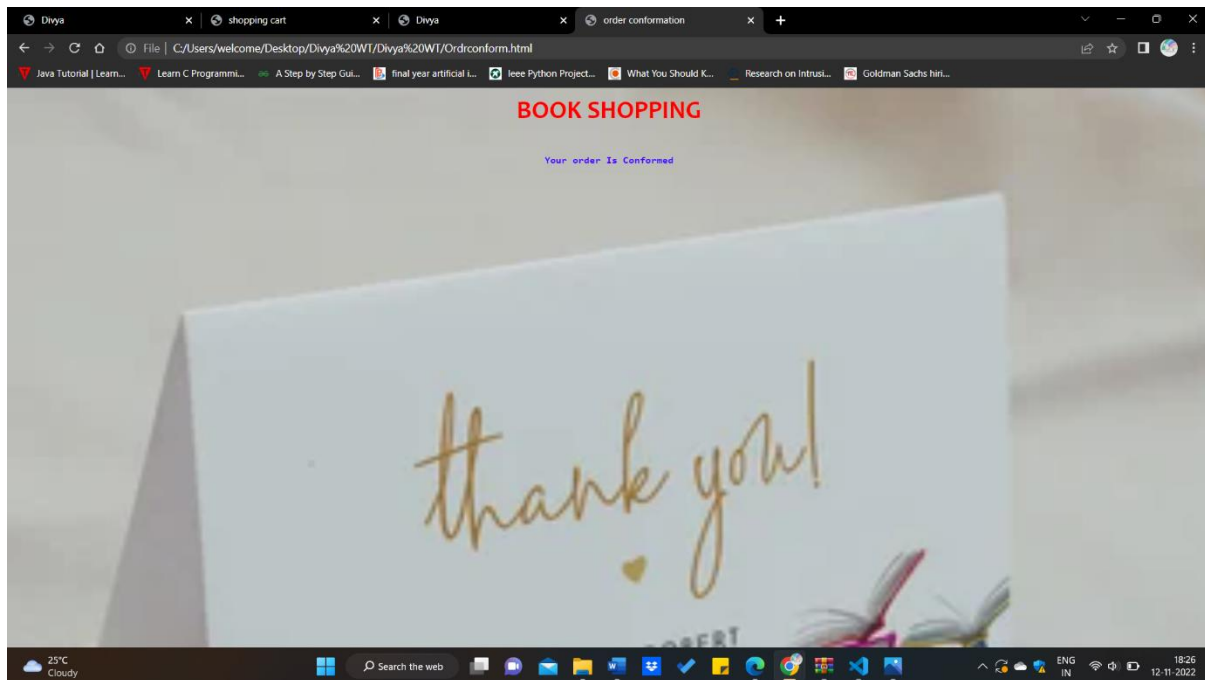 Divya
shopping cart
Divya
order conformation
File | C:/Users/welcome/Desktop/Divya%20WT/Divya%20WT/Ordrconform.html
Java Tutorial | Learn...
Learn C Programmi...
A Step by Step Gui...
final year artificial i...
Ieee Python Project...
What You Should K...
Research on Intrusi...
Goldman Sachs hiri...
BOOK SHOPPING
Your order Is Conformed
thank you!
25°C
Cloudy
Search the web
ENG
IN
18:26
12-11-2022